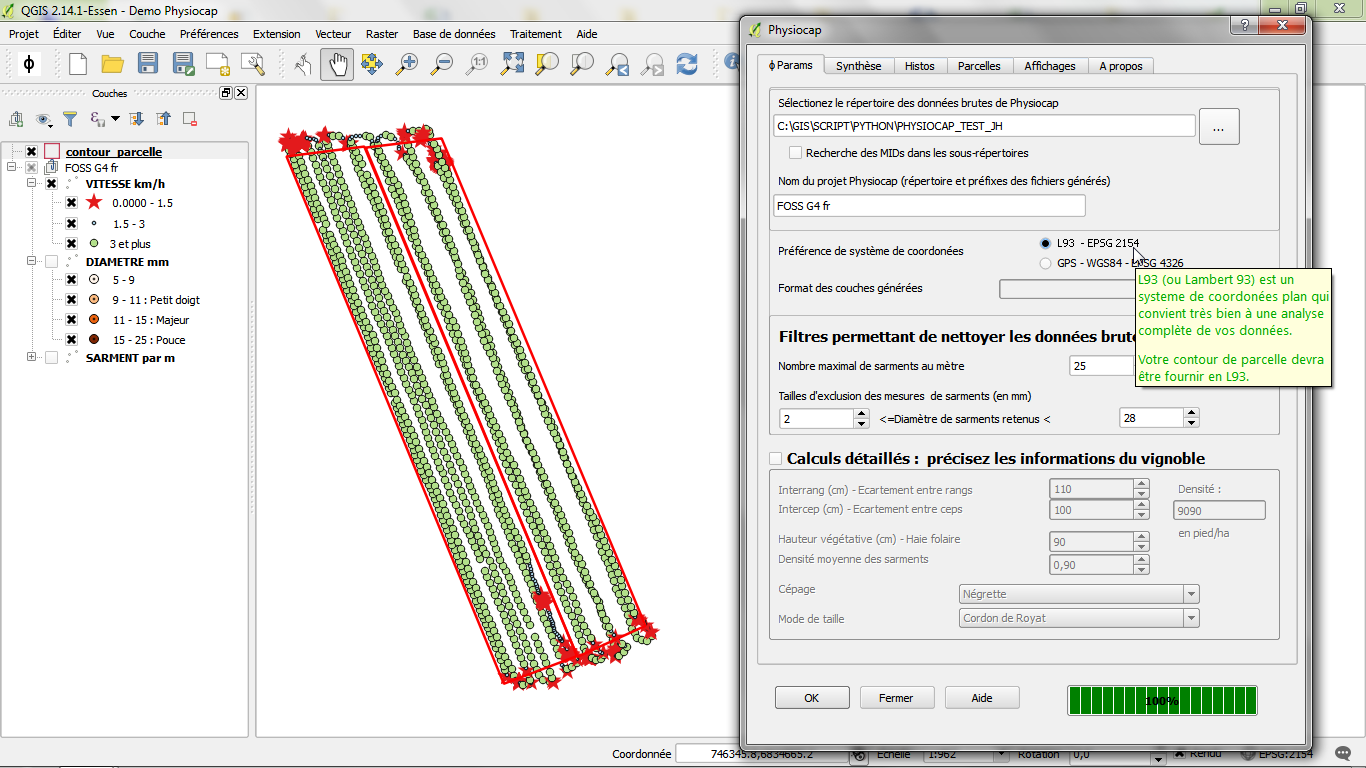 QGIS 2.14.1-Essen - Demo Physiocap
Projet Éditer Vue Couche Préférences Extension Vecteur Raster Base de données Traitement Aide
Couches
contour_parcelle
FOSS G4 fr
VITESSE km/h
0.0000 - 1.5
1.5 - 3
3 et plus
DIAMETRE mm
5 - 9
9 - 11 : Petit doigt
11 - 15 : Majeur
15 - 25 : Pouce
SARMENT par m
Physiocap
Params Synthèse Histos Parcelles Affichages A propos
Sélectionez le répertoire des données brutes de Physiocap
C:\GIS\SCRIPT\PYTHON\PHYSIOCAP_TEST_JH
...
Recherche des MIDs dans les sous-répertoires
Nom du projet Physiocap (répertoire et préfixes des fichiers générés)
FOSS G4 fr
Préférence de système de coordonées
L93 - EPSG 2154
GPS - WGS84 - EPSG 4326
Format des couches générées
L93 (ou Lambert 93) est un
systeme de coordonées plan qui
convient très bien à une analyse
complète de vos données.
Votre contour de parcelle devra
être fournir en L93.
Filtres permettant de nettoyer les données brute
Nombre maximal de sarments au mètre
25
Tailles d'exclusion des mesures de sarments (en mm)
2 <=Diamètre de sarments retenus < 28
Calculs détaillés : précisez les informations du vignoble
Interrang (cm) - Ecartement entre rangs 110 Densité :
Intercep (cm) - Ecartement entre ceps 100 9090
en pied/ha
Hauteur végétative (cm) - Haie folaire 90
Densité moyenne des sarments 0,90
Cépage Négrette
Mode de taille Cordon de Royat
OK Fermer Aide 100%
Coordonnée 746345.8,6834665.2 Echelle 1:962 Rotation 0,0 Rendu EPSG:2154